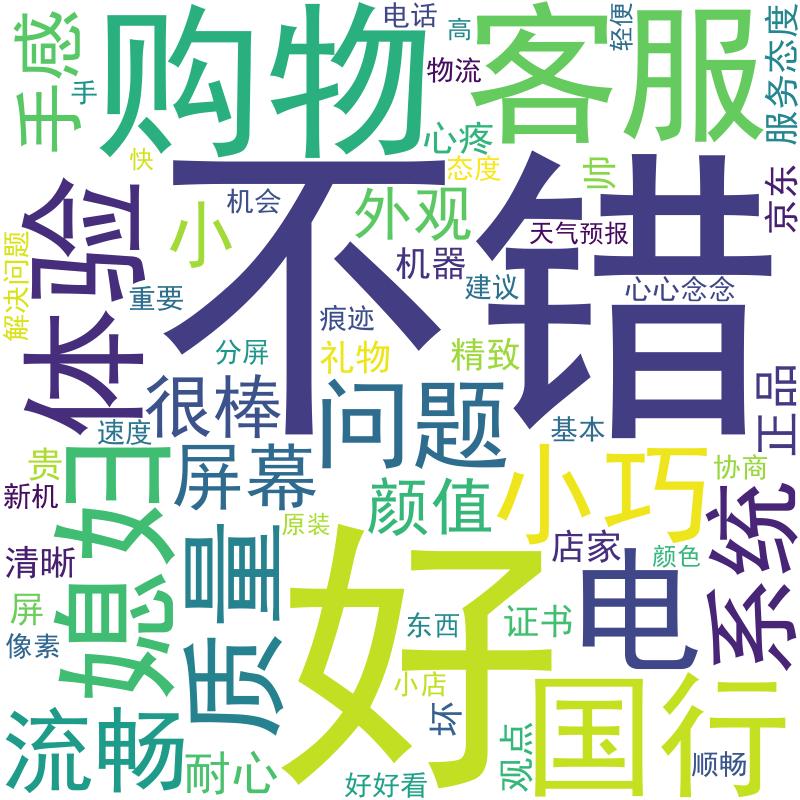 手感
手
购物
电话
高
客服
轻便
服务态度
物流
心疼
快
态度
帅
京东
体验
不错
小
机会
外观
机器
天气预报
解决问题
重要
痕迹
建议
心心念念
分屏
礼物
精致
正品
很棒
速度
问题
基本
贵
新机
媳妇
屏幕
颜值
小巧
协商
系统
质量
原装
好
店家
颜色
清晰
屏
像素
东西
证书
电
流畅
耐心
小店
坏
好好看
观点
国行
顺畅